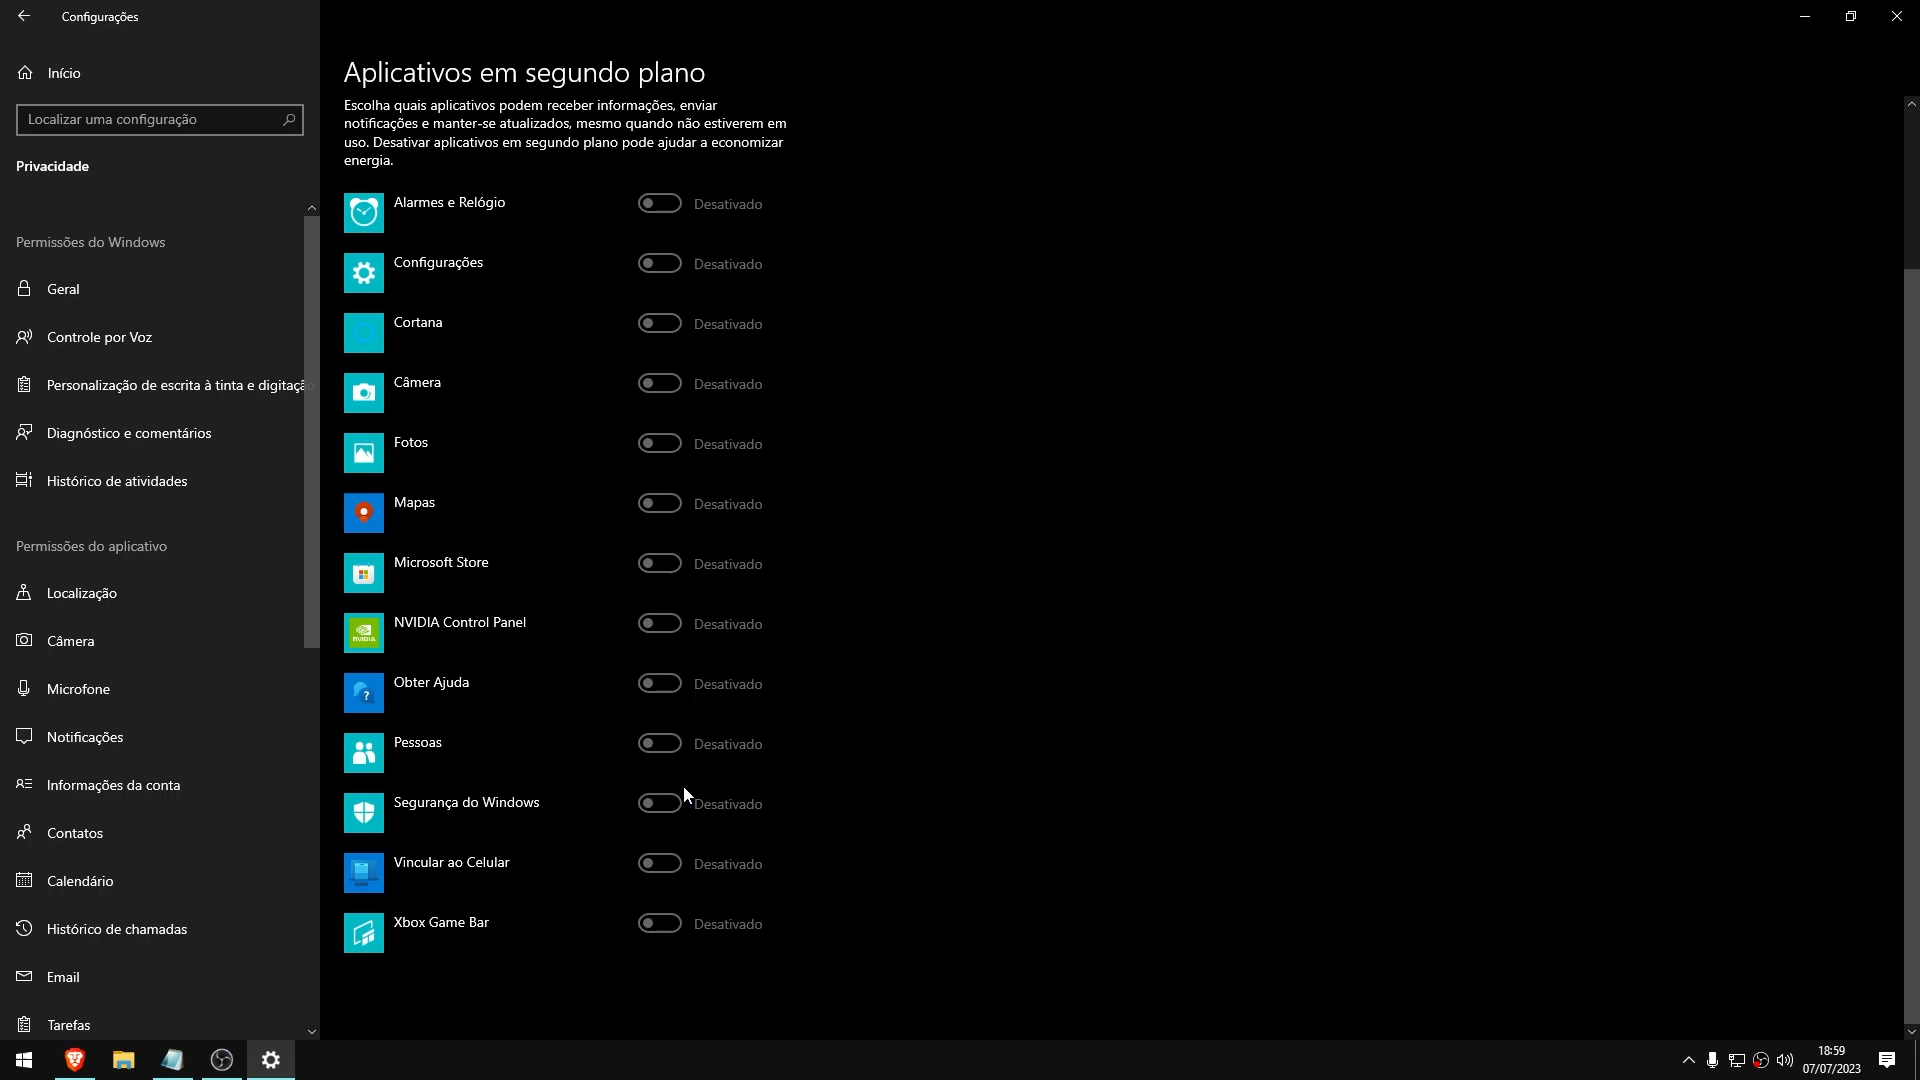 Configurações
Início
Localizar uma configuração
Privacidade
Permissões do Windows
Geral
Controle por Voz
Personalização de escrita à tinta e digitação
Diagnóstico e comentários
Histórico de atividades
Permissões do aplicativo
Localização
Câmera
Microfone
Notificações
Informações da conta
Contatos
Calendário
Histórico de chamadas
Email
Tarefas
Aplicativos em segundo plano
Escolha quais aplicativos podem receber informações, enviar
notificações e manter-se atualizados, mesmo quando não estiverem em
uso. Desativar aplicativos em segundo plano pode ajudar a economizar
energia.
Alarmes e Relógio Desativado
Configurações Desativado
Cortana Desativado
Câmera Desativado
Fotos Desativado
Mapas Desativado
Microsoft Store Desativado
NVIDIA
NVIDIA Control Panel Desativado
Obter Ajuda Desativado
Pessoas Desativado
Segurança do Windows Desativado
Vincular ao Celular Desativado
Xbox Game Bar Desativado
18:59
07/07/2023